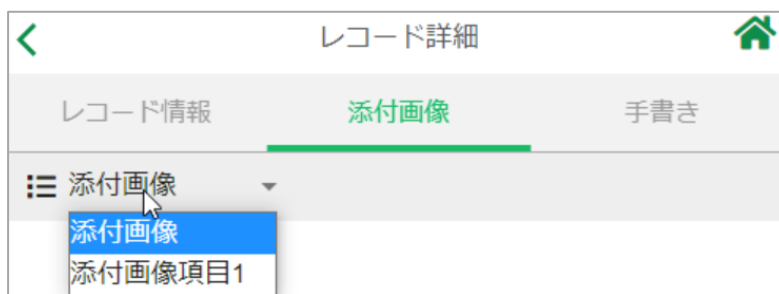 レコード詳細
レコード情報 添付画像 手書き
添付画像
添付画像
添付画像項目1